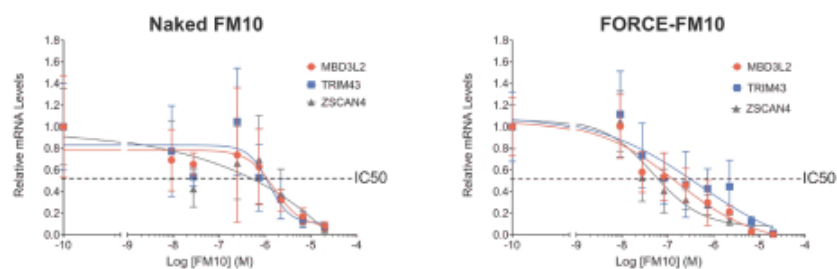 Naked FM10
Relative mRNA Levels
1.8
1.6
1.4
1.2
1.0
0.8
0.6
0.4
0.2
0.0
MBD3L2
TRIM43
ZSCAN4
IC50
-10 -9 -8 -7 -6 -5 -4
Log [FM10] (M)
FORCE-FM10
Relative mRNA Levels
1.8
1.6
1.4
1.2
1.0
0.8
0.6
0.4
0.2
0.0
MBD3L2
TRIM43
ZSCAN4
IC50
-10 -9 -8 -7 -6 -5 -4
Log [FM10] (M)